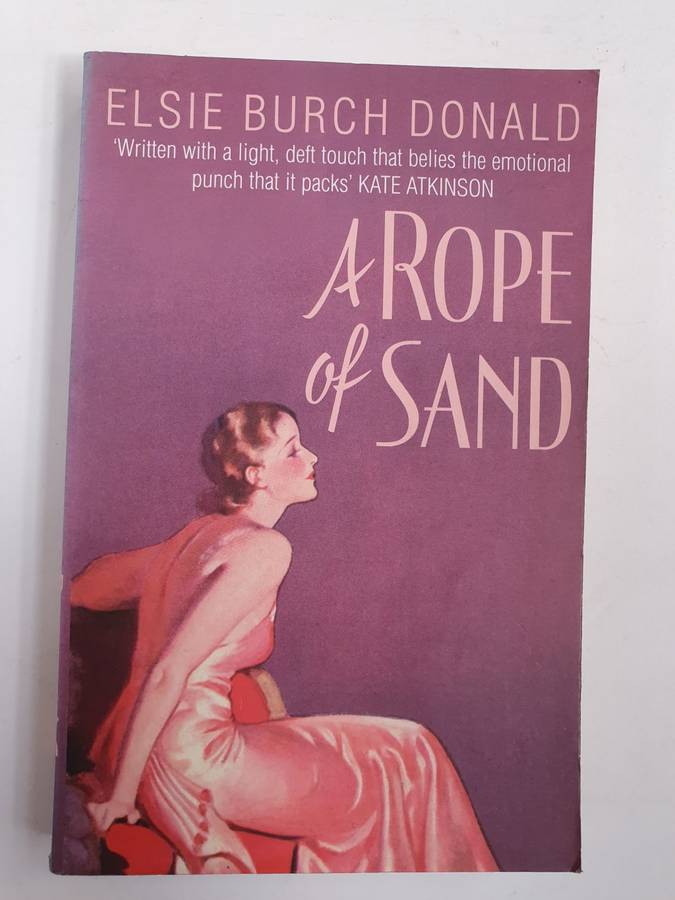 ELSIE BURCH DONALD
‘Written with a light, deft touch that belies the emotional
punch that it packs’ KATE ATKINSON
A ROPE
of SAND